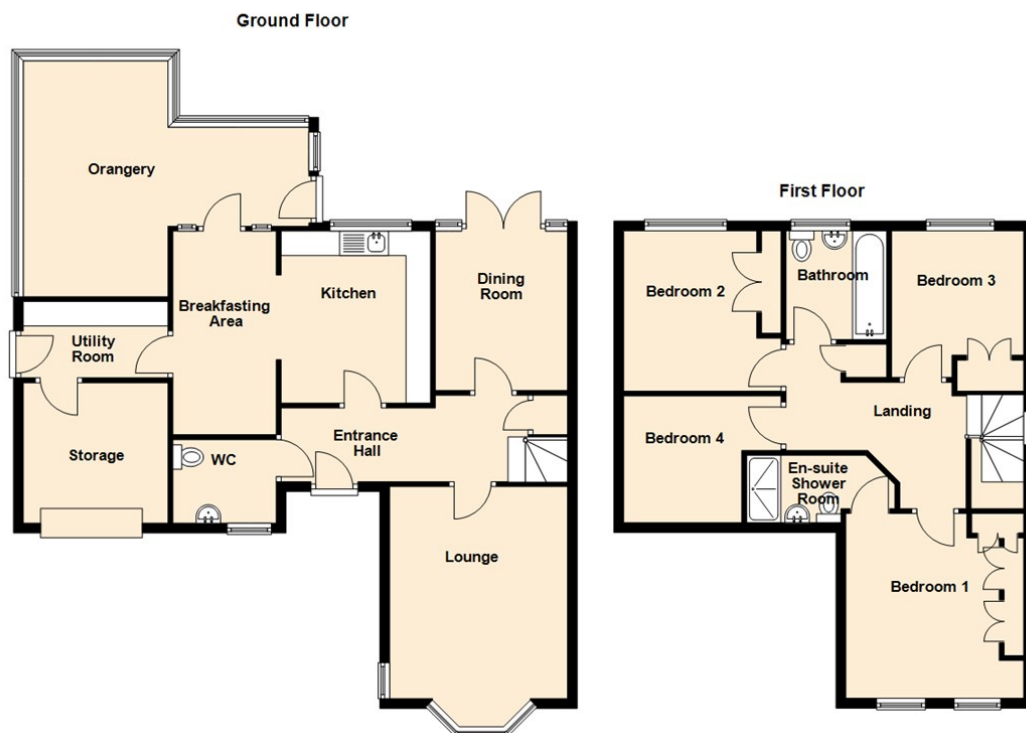 Ground Floor
Orangery
Breakfasting
Area
Kitchen
Dining
Room
Utility
Room
Storage
WC
Entrance
Hall
Lounge
First Floor
Bedroom 2
Bathroom
Bedroom 3
Bedroom 4
Landing
En-suite
Shower
Room
Bedroom 1